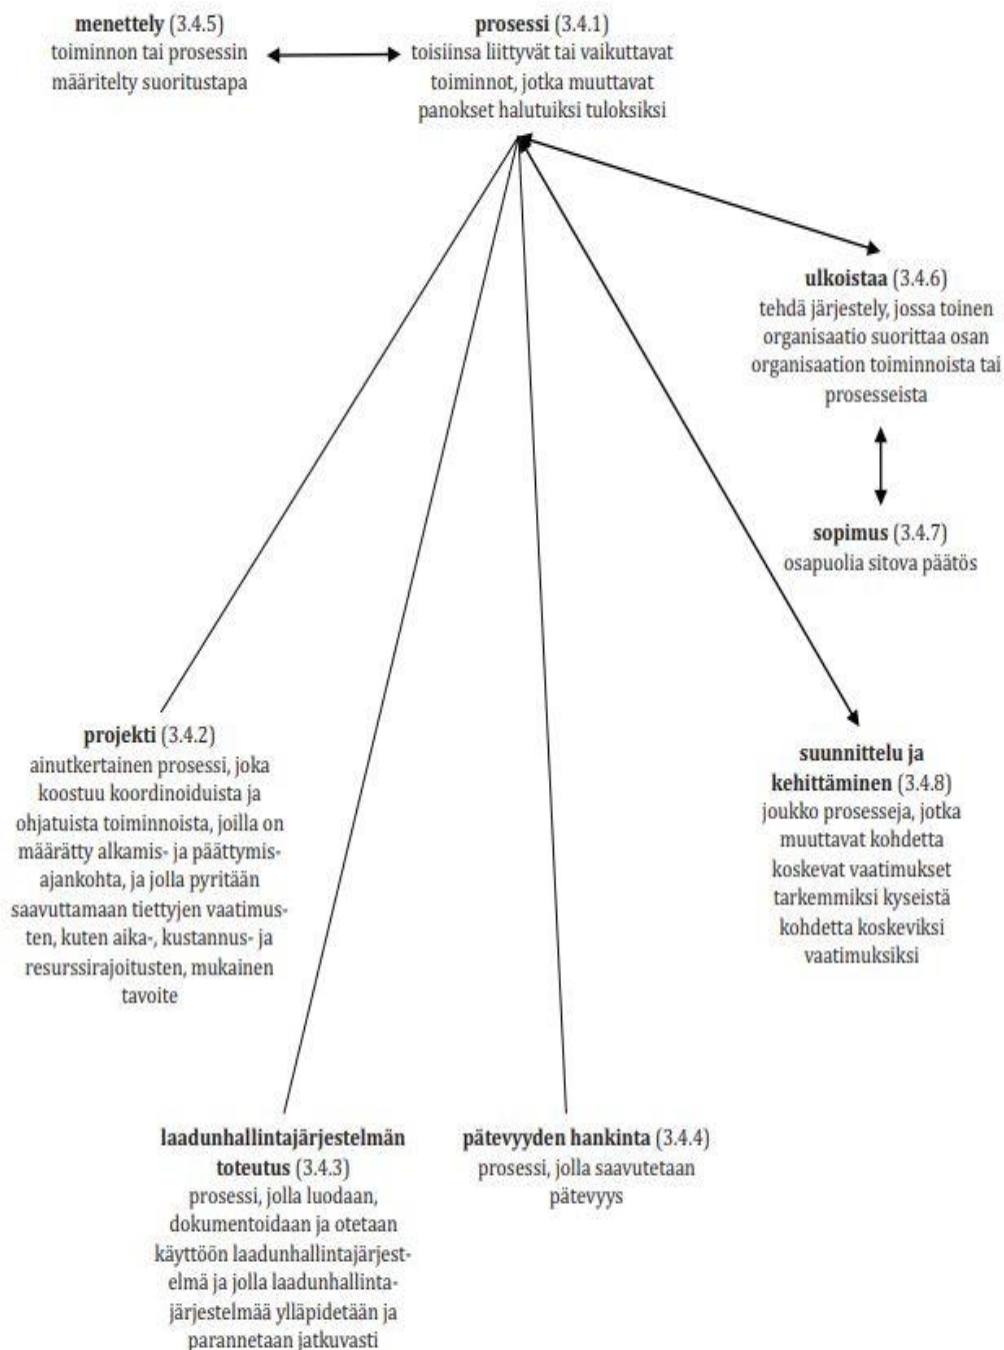 menettely (3.4.5)
toiminnon tai prosessin
määritelty suoritustapa
prosessi (3.4.1)
toisiinsa liittyvät tai vaikuttavat
toiminnot, jotka muuttavat
panokset halutuiksi tuloksiksi
ulkoistaa (3.4.6)
tehdä järjestely, jossa toinen
organisaatio suorittaa osan
organisaation toiminnoista tai
prosesseista
sopimus (3.4.7)
osapuolia sitova päätös
projekti (3.4.2)
ainutkertainen prosessi, joka
koostuu koordinoiduista ja
ohjatuista toiminnoista, joilla on
määrätty alkamis- ja päättymis-
ajankohta, ja jolla pyritään
saavuttamaan tiettyjen vaatimus-
ten, kuten aika-, kustannus- ja
resurssirajoitusten, mukainen
tavoite
suunnittelu ja
kehittäminen (3.4.8)
joukko prosesseja, jotka
muuttavat kohdetta
koskevat vaatimukset
tarkemmiksi kyseistä
kohdetta koskeviksi
vaatimuksiksi
laadunhallintajärjestelmän
toteutus (3.4.3)
prosessi, jolla luodaan,
dokumentoidaan ja otetaan
käyttöön laadunhallintajärjest-
elmä ja jolla laadunhallinta-
järjestelmää ylläpidetään ja
parannetaan jatkuvasti
pätevyyden hankinta (3.4.4)
prosessi, jolla saavutetaan
pätevyys